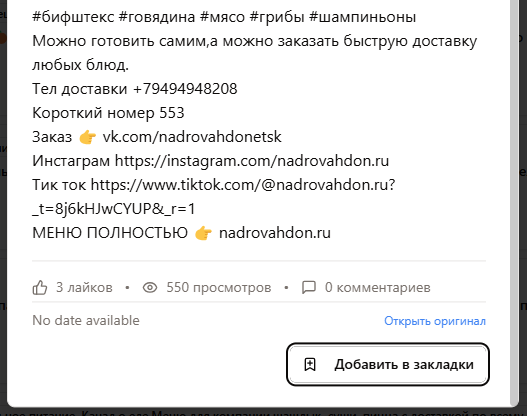 #бифштекс #говядина #мясо #грибы #шампиньоны
Можно готовить самим,а можно заказать быструю доставку
любых блюд.
Тел доставки +79494948208
Короткий номер 553
Заказ 👉 vk.com/nadrovahdonetsk
Инстаграм https://instagram.com/nadrovahdon.ru
Тик ток https://www.tiktok.com/@nadrovahdon.ru?
_t=8j6kHJwCYUP&_r=1
МЕНЮ ПОЛНОСТЬЮ 👉 nadrovahdon.ru
3 лайков • 550 просмотров • 0 комментариев
No date available
Открыть оригинал
Добавить в закладки